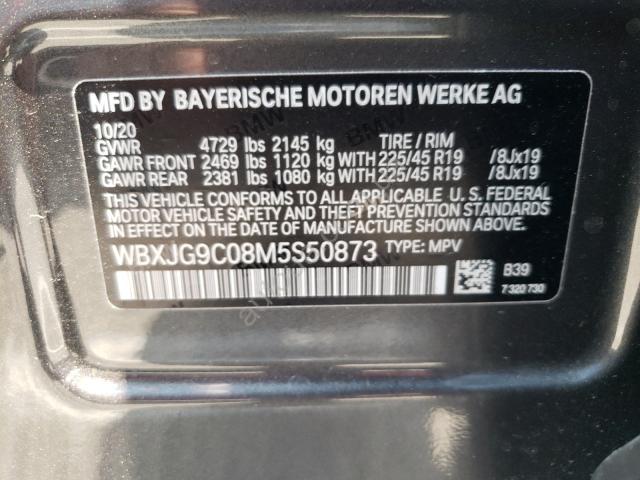 MFD BY BAYERISCHE MOTOREN WERKE AG
10/20
GVWR 4729 lbs 2145 kg TIRE / RIM
GAWR FRONT 2469 lbs 1120 kg WITH 225/45 R19 /8Jx19
GAWR REAR 2381 lbs 1080 kg WITH 225/45 R19 /8Jx19
THIS VEHICLE CONFORMS TO ALL APPLICABLE U. S. FEDERAL
MOTOR VEHICLE SAFETY AND THEFT PREVENTION
STANDARDS IN EFFECT ON THE DATE OF MANUFACTURE SHOWN ABOVE.
WBXJG9C08M5S50873 TYPE: MPV
B39
7 320 730